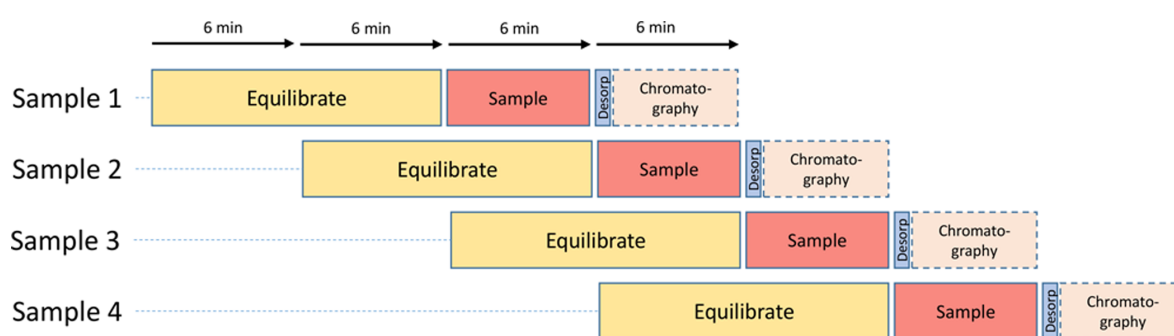 6 min 6 min 6 min 6 min
Sample 1 Equilibrate Sample Desorp Chromato-
graphy
Sample 2 Equilibrate Sample Desorp Chromato-
graphy
Sample 3 Equilibrate Sample Desorp Chromato-
graphy
Sample 4 Equilibrate Sample Desorp Chromato-
graphy